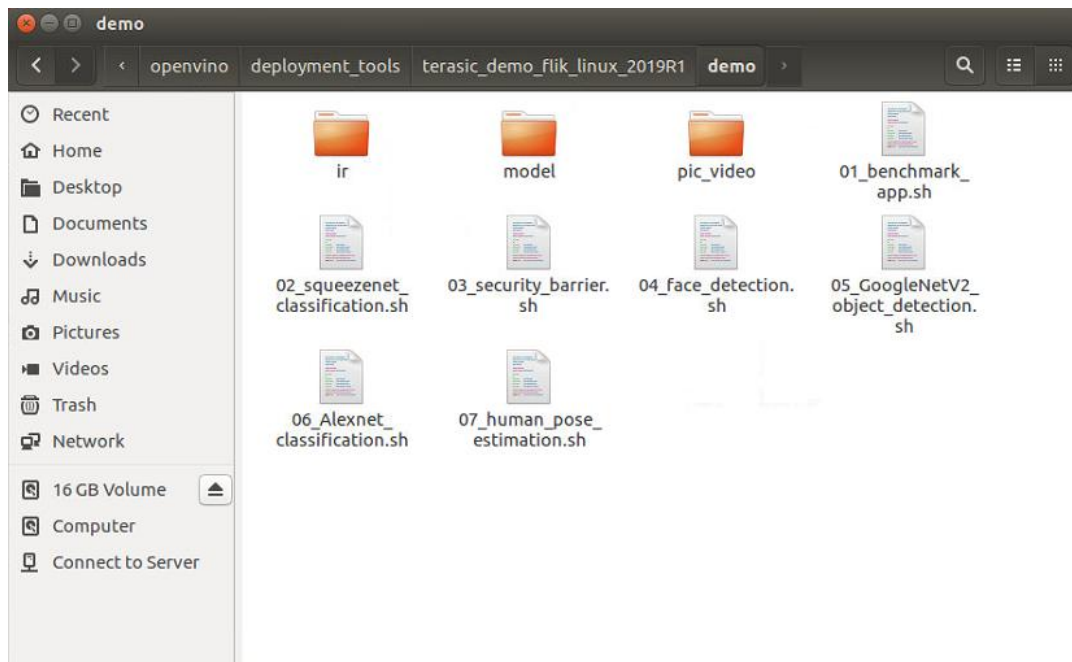 demo
openvino deployment_tools terasic_demo_flik_linux_2019R1 demo
Recent
Home
Desktop
Documents
Downloads
Music
Pictures
Videos
Trash
Network
16 GB Volume
Computer
Connect to Server
ir
model
pic_video
01_benchmark_
app.sh
02_squeezenet_
classification.sh
03_security_barrier.
sh
04_face_detection.
sh
05_GoogleNetV2_
object_detection.
sh
06_Alexnet_
classification.sh
07_human_pose_
estimation.sh